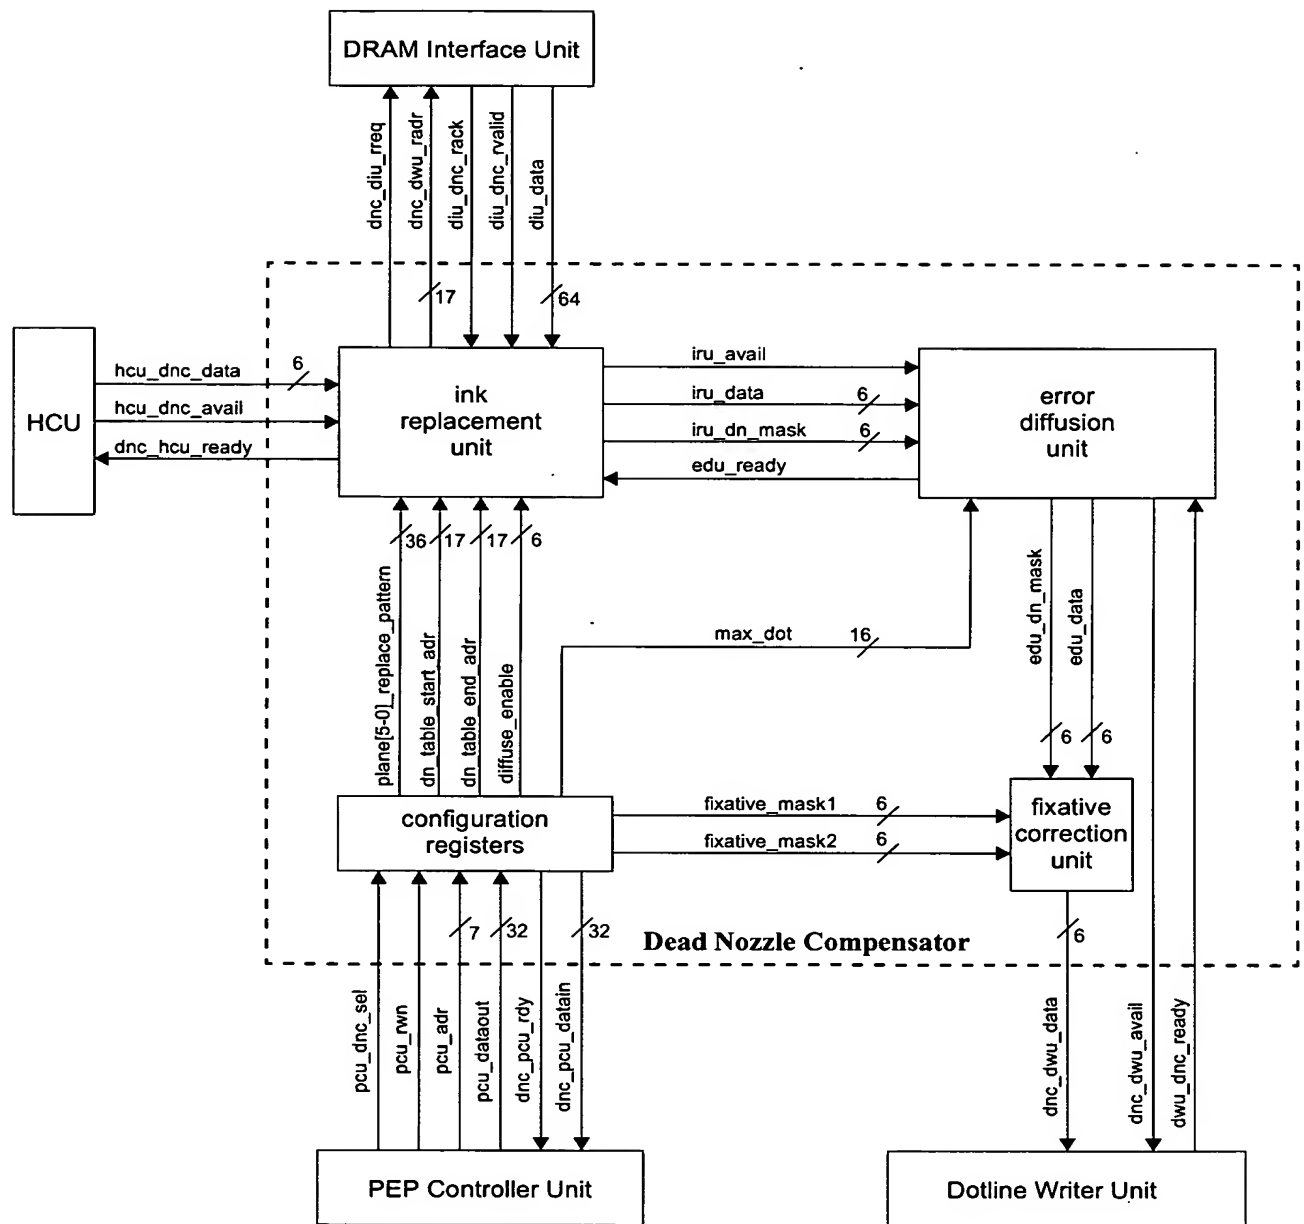 DRAM Interface Unit
dnc_diu_rreq
dnc_dwu_radr
diu_dnc_rack
diu_dnc_rvalid
diu_data
17
64
HCU
hcu_dnc_data
6
hcu_dnc_avail
dnc_hcu_ready
ink
replacement
unit
iru_avail
iru_data
6
iru_dn_mask
6
edu_ready
error
diffusion
unit
36
17
17
6
plane[5-0]_replace_pattern
dn_table_start_adr
dn_table_end_adr
diffuse_enable
max_dot
16
edu_dn_mask
edu_data
6
6
configuration
registers
fixative_mask1
6
fixative_mask2
6
fixative
correction
unit
7
32
32
6
Dead Nozzle Compensator
pcu_dnc_sel
pcu_rwn
pcu_adr
pcu_dataout
dnc_pcu_rdy
dnc_pcu_datain
dnc_dwu_data
dnc_dwu_avail
dwu_dnc_ready
PEP Controller Unit
Dotline Writer Unit